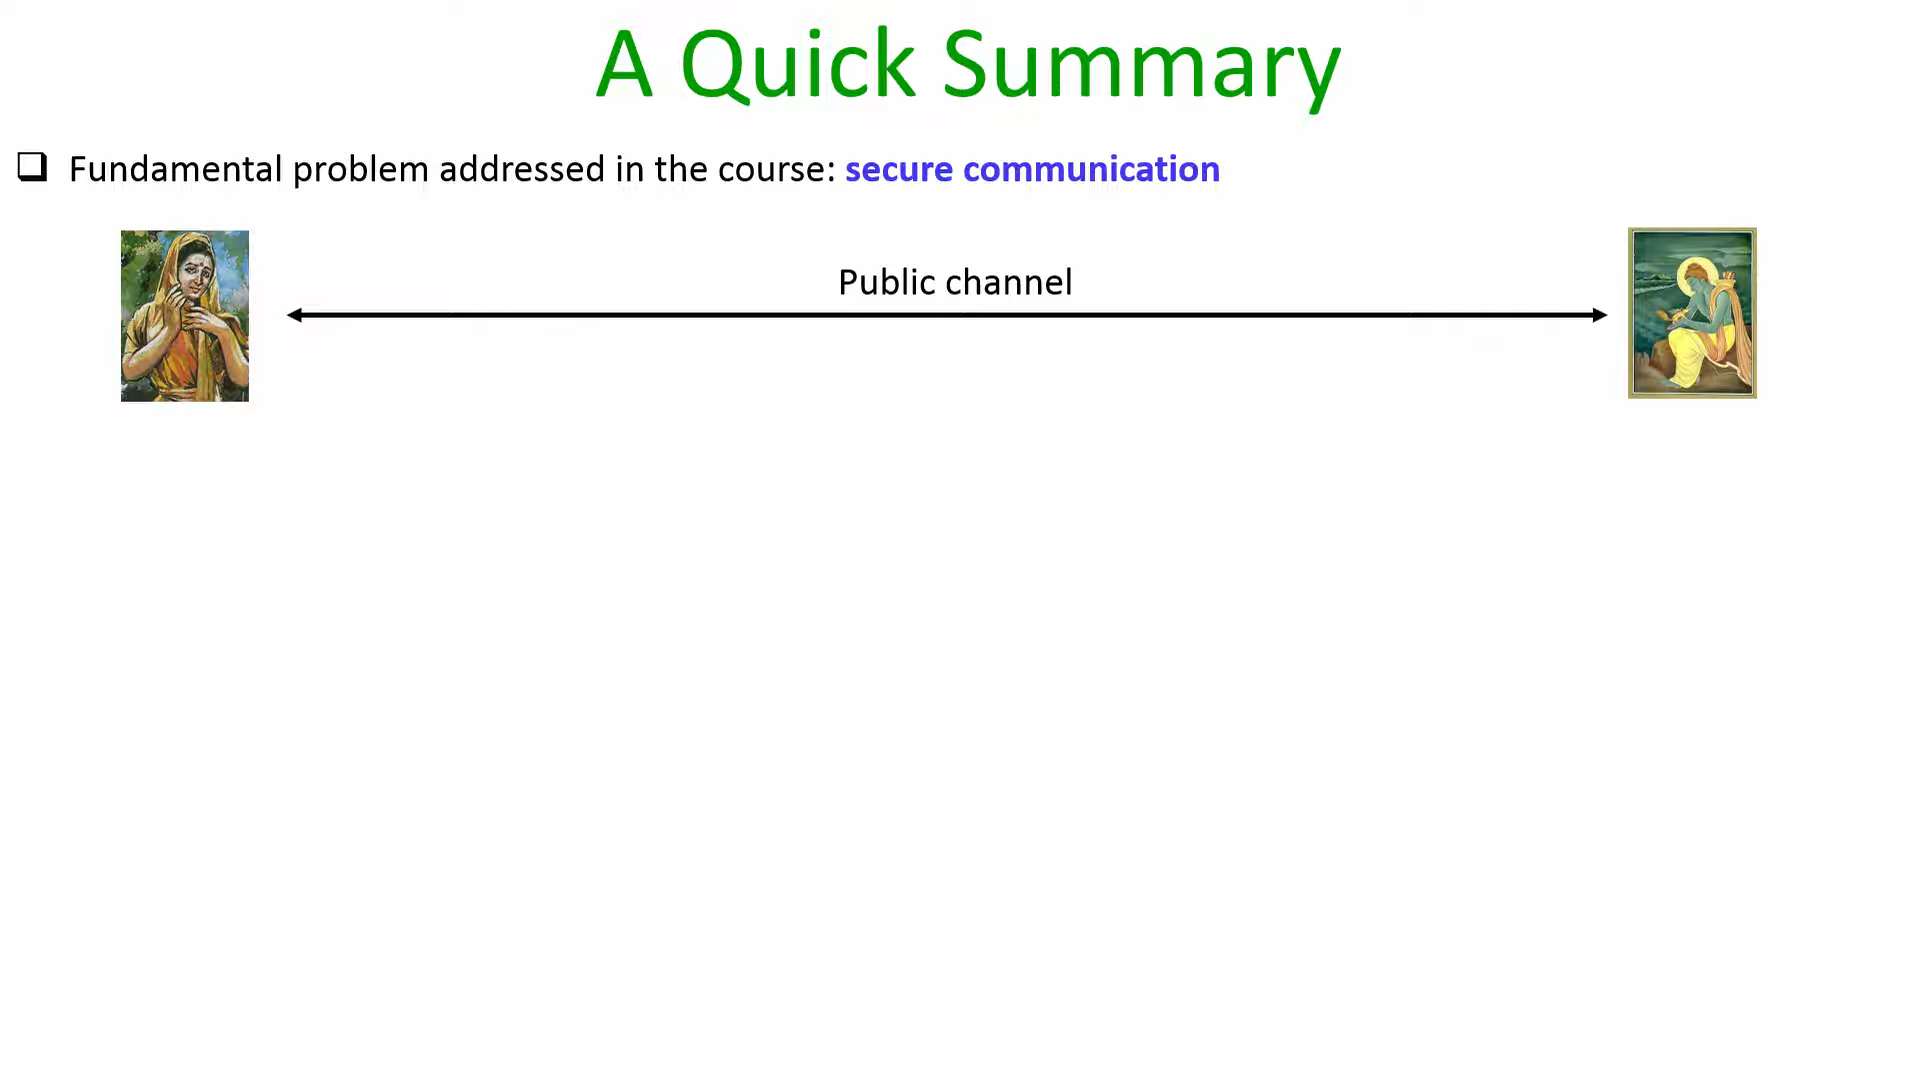 A Quick Summary
❑ Fundamental problem addressed in the course: secure communication
Public channel